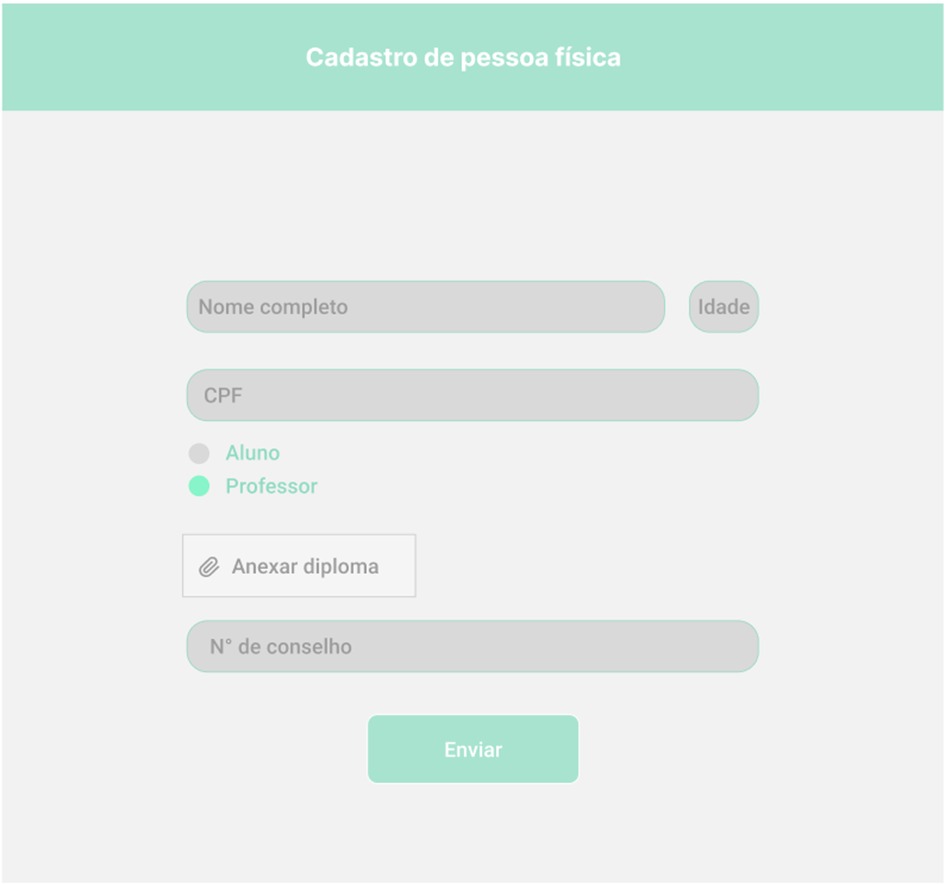 Cadastro de pessoa física
Nome completo Idade
CPF
Aluno
Professor
Anexar diploma
N° de conselho
Enviar